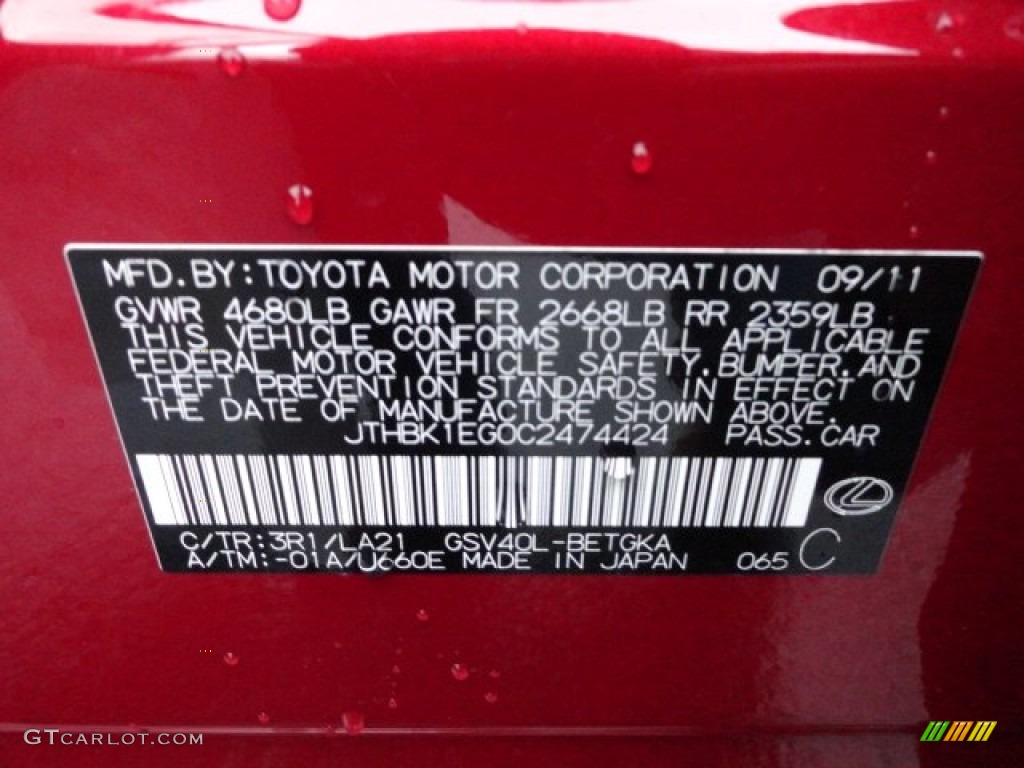 MFD.BY:TOYOTA MOTOR CORPORATION 09/11
GVWR 4680LB GAWR FR 2668LB RR 2359LB
THIS VEHICLE CONFORMS TO ALL APPLICABLE
FEDERAL MOTOR VEHICLE SAFETY.BUMPER.AND
THEFT PREVENTION STANDARDS IN EFFECT ON
THE DATE OF MANUFACTURE SHOWN ABOVE.
JTHBK1EG0C2474424 PASS.CAR
C/TR:3R1/LA21 GSV40L-BETGKA
A/TM:-01A/U660E MADE IN JAPAN 065 C
GTCARLOT.COM